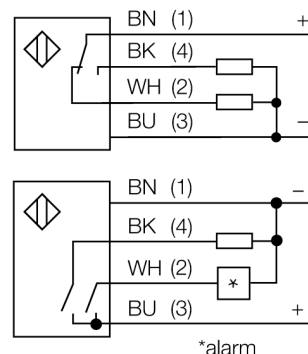 BN (1) +
BK (4)
WH (2)
BU (3) −
BN (1) −
BK (4)
WH (2)
*
BU (3) +
*alarm